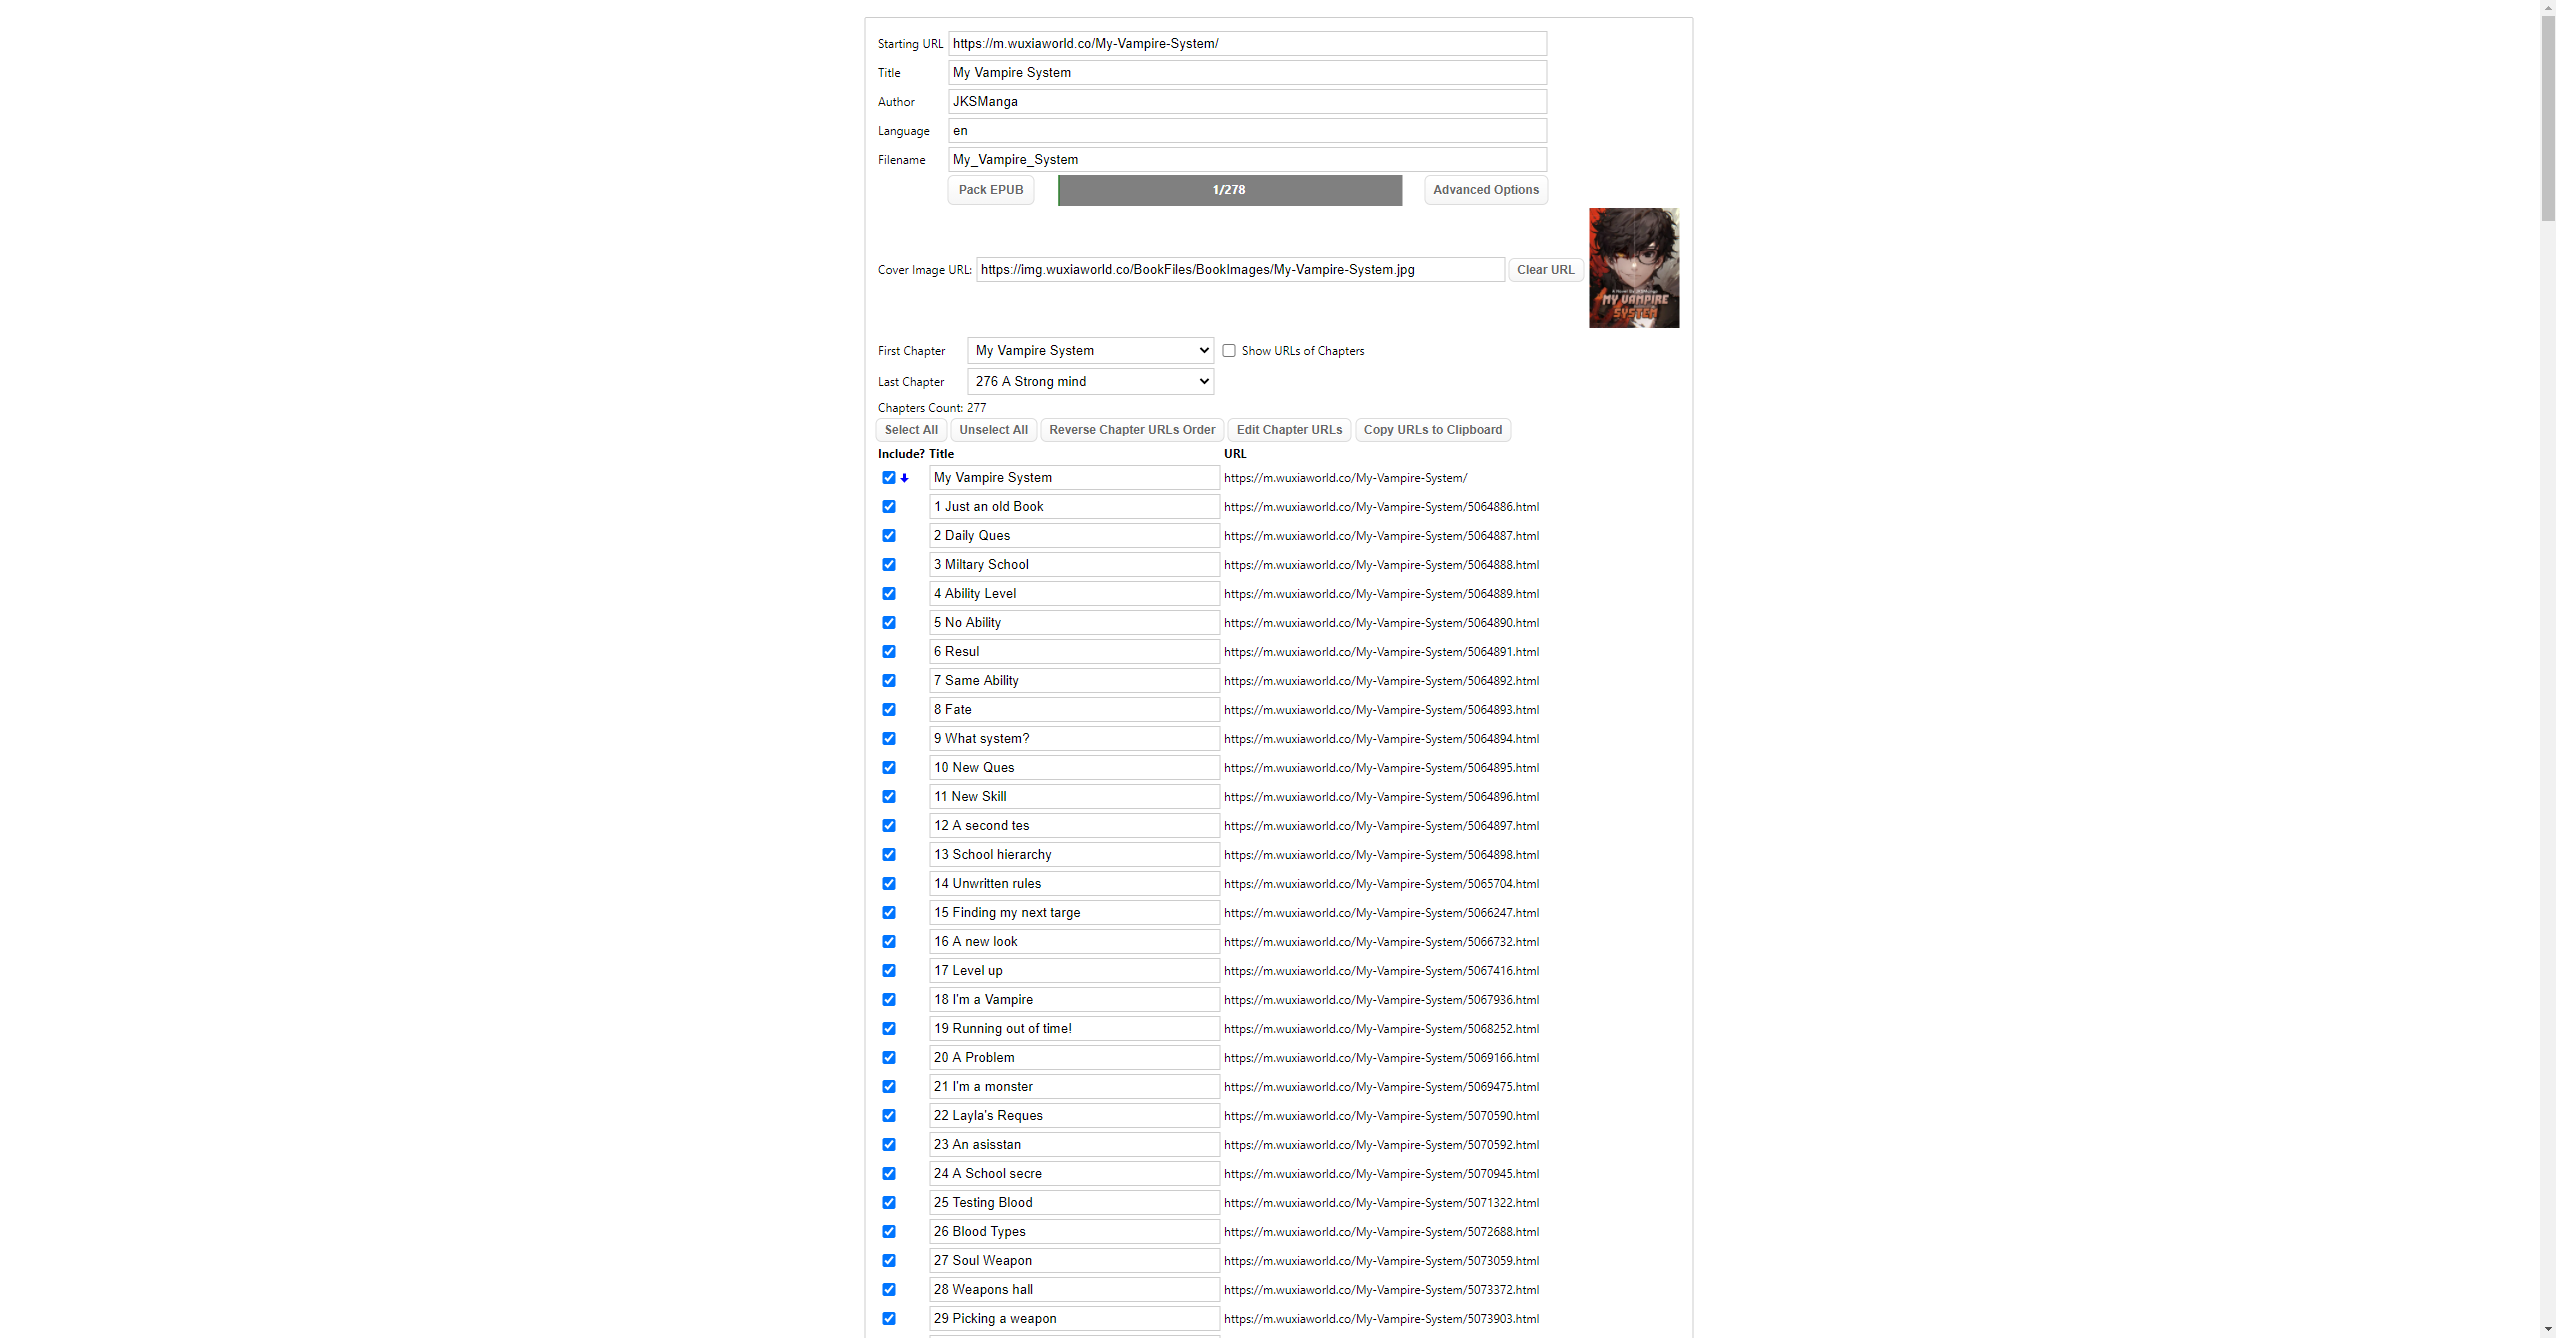 Starting URL https://m.wuxiaworld.co/My-Vampire-System/
Title My Vampire System
Author JKSManga
Language en
Filename My_Vampire_System
Pack EPUB 1/278 Advanced Options
Cover Image URL: https://img.wuxiaworld.co/BookFiles/BookImages/My-Vampire-System.jpg Clear URL
A Novel By JKSManga
MY VAMPIRE
SYSTEM
First Chapter My Vampire System Show URLs of Chapters
Last Chapter 276 A Strong mind
Chapters Count: 277
Select All Unselect All Reverse Chapter URLs Order Edit Chapter URLs Copy URLs to Clipboard
Include? Title URL
My Vampire System https://m.wuxiaworld.co/My-Vampire-System/
1 Just an old Book https://m.wuxiaworld.co/My-Vampire-System/5064886.html
2 Daily Ques https://m.wuxiaworld.co/My-Vampire-System/5064887.html
3 Miltary School https://m.wuxiaworld.co/My-Vampire-System/5064888.html
4 Ability Level https://m.wuxiaworld.co/My-Vampire-System/5064889.html
5 No Ability https://m.wuxiaworld.co/My-Vampire-System/5064890.html
6 Resul https://m.wuxiaworld.co/My-Vampire-System/5064891.html
7 Same Ability https://m.wuxiaworld.co/My-Vampire-System/5064892.html
8 Fate https://m.wuxiaworld.co/My-Vampire-System/5064893.html
9 What system? https://m.wuxiaworld.co/My-Vampire-System/5064894.html
10 New Ques https://m.wuxiaworld.co/My-Vampire-System/5064895.html
11 New Skill https://m.wuxiaworld.co/My-Vampire-System/5064896.html
12 A second tes https://m.wuxiaworld.co/My-Vampire-System/5064897.html
13 School hierarchy https://m.wuxiaworld.co/My-Vampire-System/5064898.html
14 Unwritten rules https://m.wuxiaworld.co/My-Vampire-System/5065704.html
15 Finding my next targe https://m.wuxiaworld.co/My-Vampire-System/5066247.html
16 A new look https://m.wuxiaworld.co/My-Vampire-System/5066732.html
17 Level up https://m.wuxiaworld.co/My-Vampire-System/5067416.html
18 I'm a Vampire https://m.wuxiaworld.co/My-Vampire-System/5067936.html
19 Running out of time! https://m.wuxiaworld.co/My-Vampire-System/5068252.html
20 A Problem https://m.wuxiaworld.co/My-Vampire-System/5069166.html
21 I'm a monster https://m.wuxiaworld.co/My-Vampire-System/5069475.html
22 Layla's Reques https://m.wuxiaworld.co/My-Vampire-System/5070590.html
23 An asisstan https://m.wuxiaworld.co/My-Vampire-System/5070592.html
24 A School secre https://m.wuxiaworld.co/My-Vampire-System/5070945.html
25 Testing Blood https://m.wuxiaworld.co/My-Vampire-System/5071322.html
26 Blood Types https://m.wuxiaworld.co/My-Vampire-System/5072688.html
27 Soul Weapon https://m.wuxiaworld.co/My-Vampire-System/5073059.html
28 Weapons hall https://m.wuxiaworld.co/My-Vampire-System/5073372.html
29 Picking a weapon https://m.wuxiaworld.co/My-Vampire-System/5073903.html